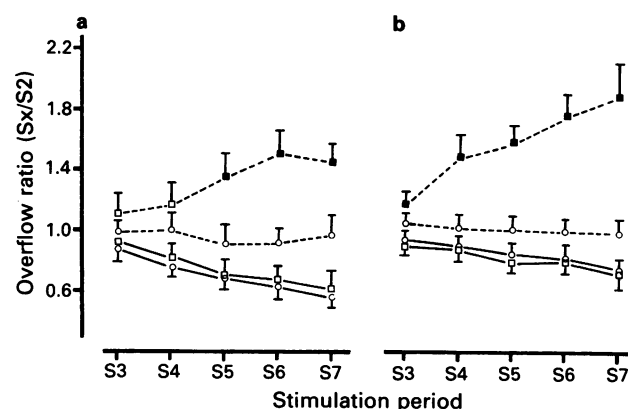 a
b
Overflow ratio (Sx/S2)
2.2
1.8
1.4
1.0
0.6
S3 S4 S5 S6 S7
S3 S4 S5 S6 S7
Stimulation period